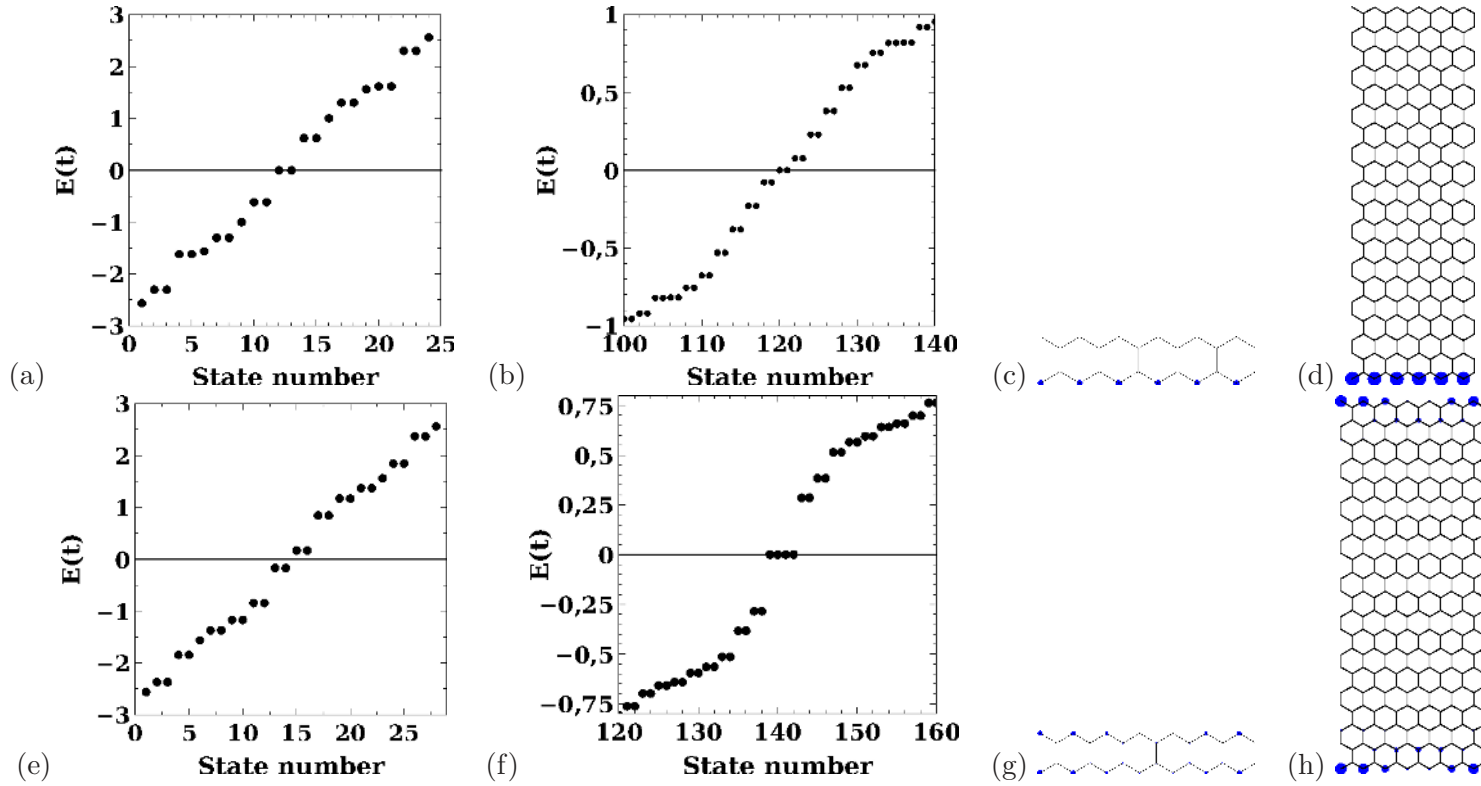 3
2
1
0
−1
−2
−3
0 5 10 15 20 25
E(t)
State number
(a)
1
0,5
0
−0,5
−1
100 110 120 130 140
E(t)
State number
(b)
(c)
(d)
3
2
1
0
−1
−2
−3
0 5 10 15 20 25
E(t)
State number
(e)
0,75
0,5
0,25
0
−0,25
−0,5
−0,75
120 130 140 150 160
E(t)
State number
(f)
(g)
(h)